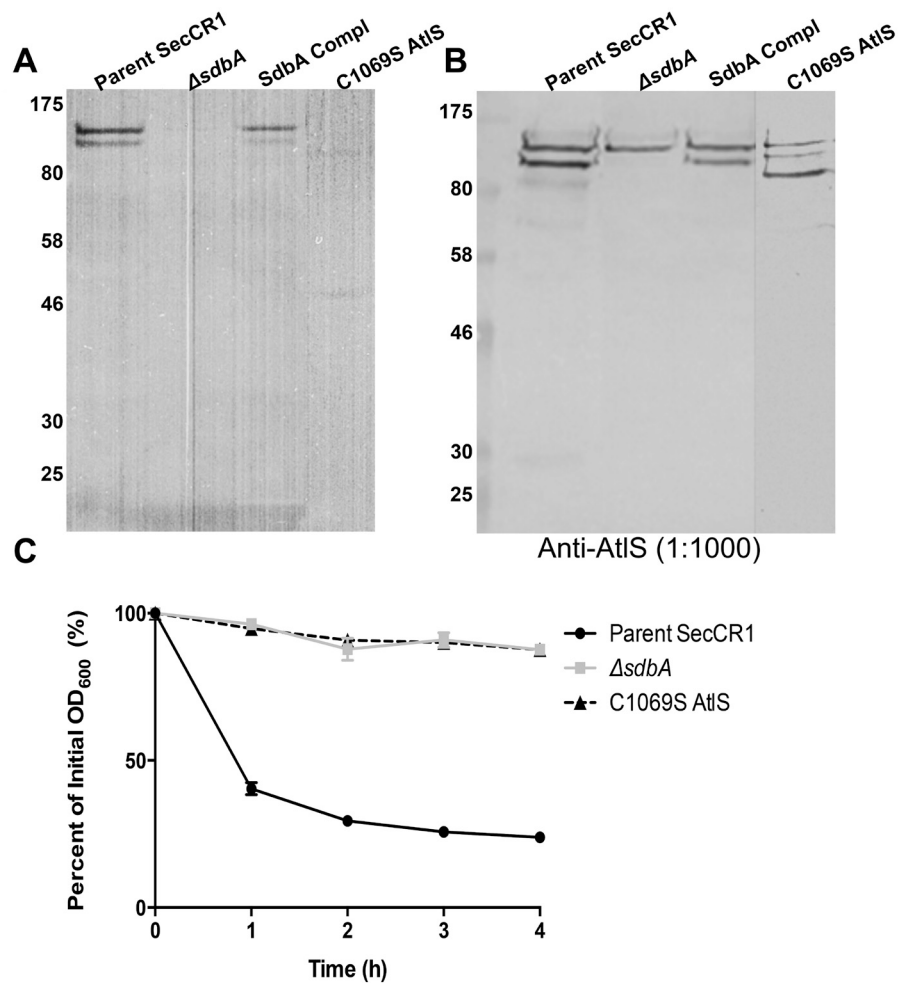 A
Parent SecCR1
ΔsdbA
SdbA Compl
C1069S AtlS
175
80
58
46
30
25
B
Parent SecCR1
ΔsdbA
SdbA Compl
C1069S AtlS
175
80
58
46
30
25
Anti-AtlS (1:1000)
C
Percent of Initial OD600 (%)
100
50
0
0 1 2 3 4
Time (h)
Parent SecCR1
ΔsdbA
C1069S AtlS